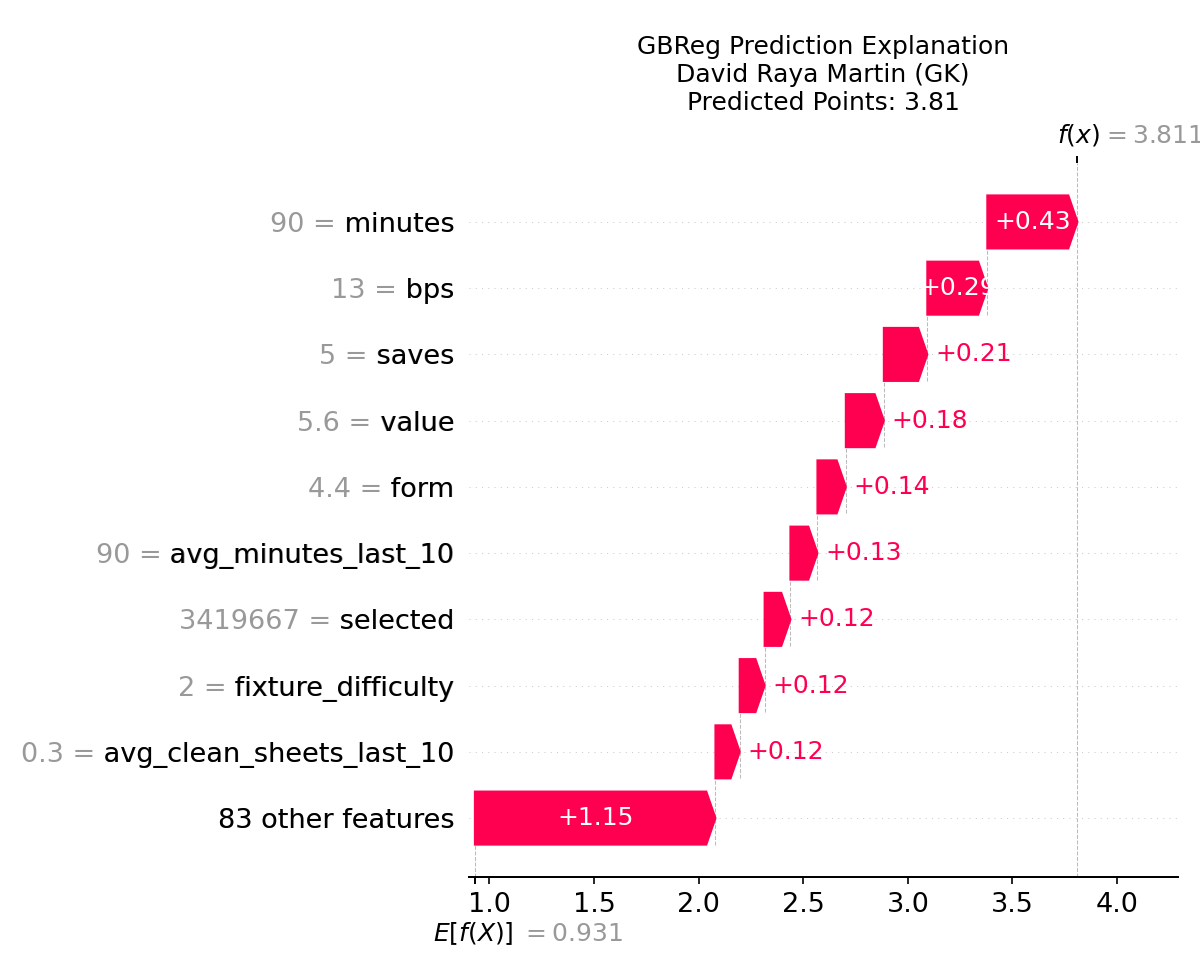 GBReg Prediction Explanation
David Raya Martin (GK)
Predicted Points: 3.81
f(x) = 3.811
90 = minutes
+0.43
13 = bps
+0.29
5 = saves
+0.21
5.6 = value
+0.18
4.4 = form
+0.14
90 = avg_minutes_last_10
+0.13
3419667 = selected
+0.12
2 = fixture_difficulty
+0.12
0.3 = avg_clean_sheets_last_10
+0.12
83 other features
+1.15
1.0 1.5 2.0 2.5 3.0 3.5 4.0
E[f(X)] = 0.931